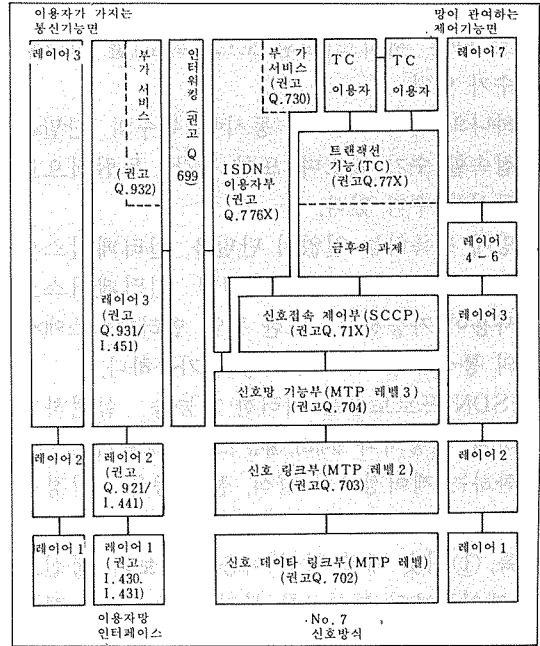 이용자가 가지는
통신기능면
망이 관여하는
제어기능면
레이어 3
부가 서비스
(권고
Q.932)
레이어 3
(권고
Q.931/
I.451)
인터워킹 (권고 Q.699)
ISDN
이용자부
(권고
Q.776X)
부가
서비스
(권고
Q.730)
TC
이용자
TC
이용자
트랜잭션
기능(TC)
(권고Q.77X)
금후의 과제
레이어 7
레이어
4-6
신호접속 제어부(SCCP)
(권고Q.71X)
레이어3
신호망 기능부(MTP 레벨3)
(권고Q.704)
레이어2
레이어 2
(권고
Q.921/
I.441)
신호 링크부(MTP 레벨2)
(권고Q.703)
레이어2
레이어1
레이어 1
(권고
I.430.
I.431)
신호 데이타 링크부(MTP 레벨)
(권고Q.702)
레이어1
이용자망
인터페이스
No.7
신호방식